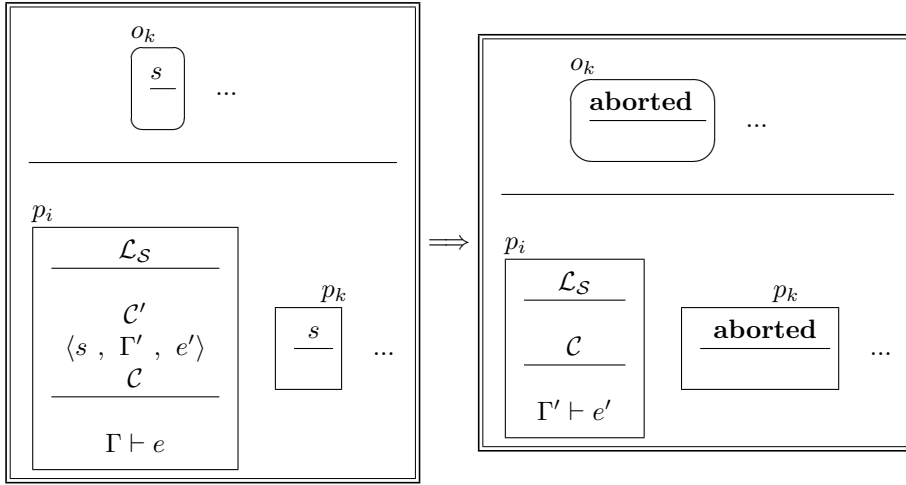 o_k
s
...
p_i
𝓛_𝒮
𝒞′
⟨s , Γ′ , e′⟩
𝒞
Γ ⊢ e
p_k
s
...
⟹
o_k
aborted
...
p_i
𝓛_𝒮
𝒞
Γ′ ⊢ e′
p_k
aborted
...